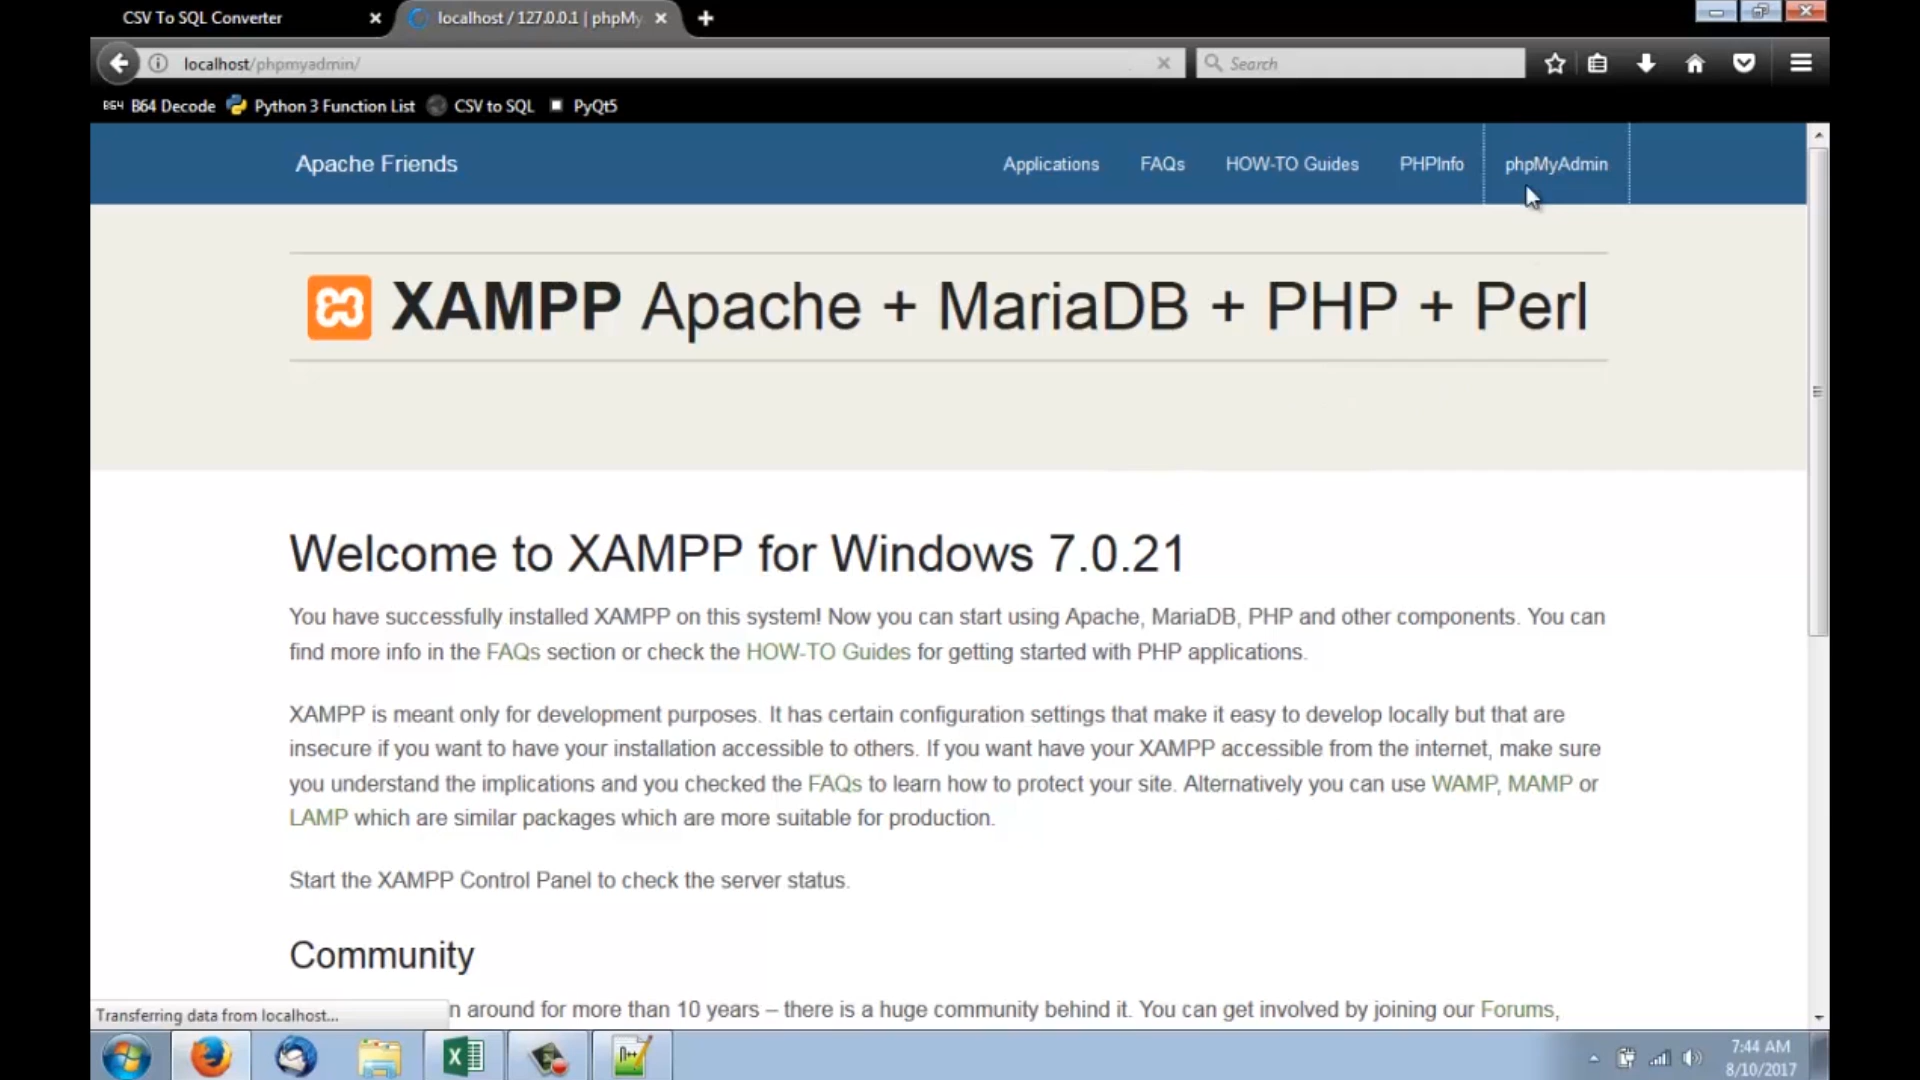 CSV To SQL Converter
localhost / 127.0.0.1 | phpMy
localhost/phpmyadmin/
Search
B64 B64 Decode
Python 3 Function List
CSV to SQL
PyQt5
Apache Friends
Applications
FAQs
HOW-TO Guides
PHPInfo
phpMyAdmin
XAMPP Apache + MariaDB + PHP + Perl
Welcome to XAMPP for Windows 7.0.21
You have successfully installed XAMPP on this system! Now you can start using Apache, MariaDB, PHP and other components. You can
find more info in the FAQs section or check the HOW-TO Guides for getting started with PHP applications.
XAMPP is meant only for development purposes. It has certain configuration settings that make it easy to develop locally but that are
insecure if you want to have your installation accessible to others. If you want have your XAMPP accessible from the internet, make sure
you understand the implications and you checked the FAQs to learn how to protect your site. Alternatively you can use WAMP, MAMP or
LAMP which are similar packages which are more suitable for production.
Start the XAMPP Control Panel to check the server status.
Community
n around for more than 10 years – there is a huge community behind it. You can get involved by joining our Forums,
Transferring data from localhost...
7:44 AM
8/10/2017